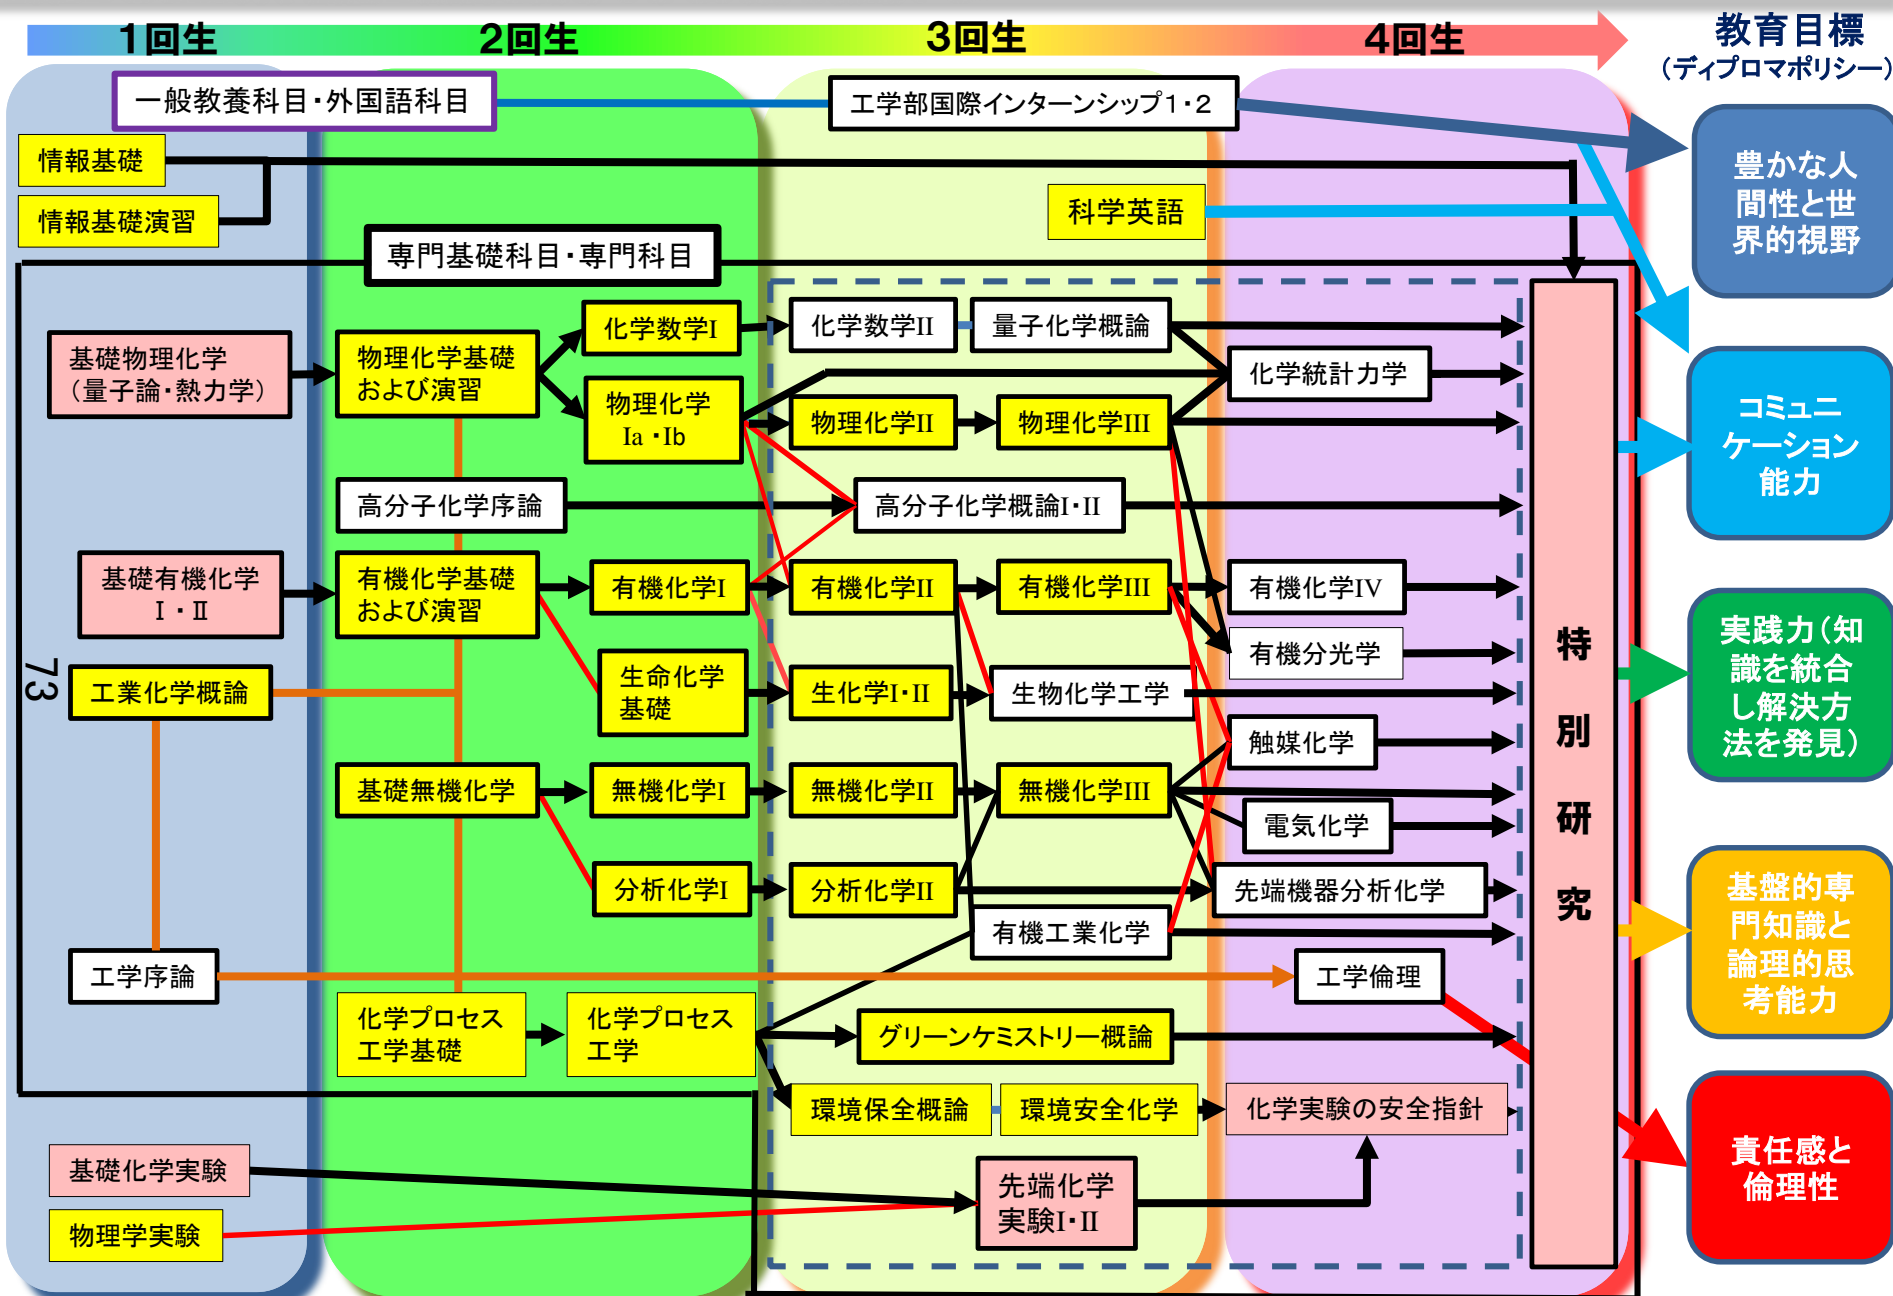 1回生
2回生
3回生
4回生
教育目標
(ディプロマポリシー)
一般教養科目・外国語科目
工学部国際インターンシップ1・2
情報基礎
情報基礎演習
科学英語
専門基礎科目・専門科目
基礎物理化学
(量子論・熱力学)
物理化学基礎
および演習
化学数学I
化学数学II
量子化学概論
化学統計力学
物理化学
Ia・Ib
物理化学II
物理化学III
高分子化学序論
高分子化学概論I・II
基礎有機化学
I・II
有機化学基礎
および演習
有機化学I
有機化学II
有機化学III
有機化学IV
有機分光学
73
工業化学概論
生命化学
基礎
生化学I・II
生物化学工学
触媒化学
基礎無機化学
無機化学I
無機化学II
無機化学III
電気化学
分析化学I
分析化学II
先端機器分析化学
有機工業化学
工学序論
工学倫理
化学プロセス
工学基礎
化学プロセス
工学
グリーンケミストリー概論
環境保全概論
環境安全化学
化学実験の安全指針
基礎化学実験
物理学実験
先端化学
実験I・II
特
別
研
究
豊かな人
間性と世
界的視野
コミュニ
ケーション
能力
実践力(知
識を統合
し解決方
法を発見)
基盤的専
門知識と
論理的思
考能力
責任感と
倫理性